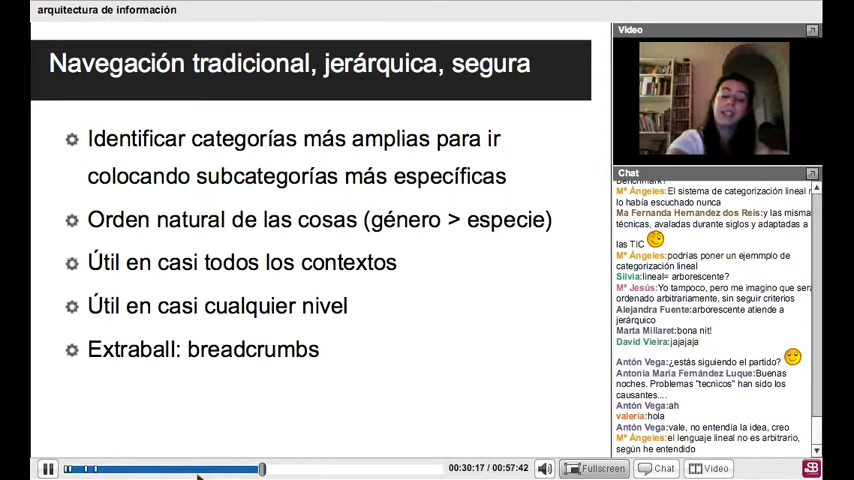 arquitectura de información
Navegación tradicional, jerárquica, segura
Identificar categorías más amplias para ir
colocando subcategorías más específicas
Orden natural de las cosas (género > especie)
Útil en casi todos los contextos
Útil en casi cualquier nivel
Extraball: breadcrumbs
Video
Chat
Mª Ángeles:El sistema de categorización lineal
lo había escuchado nunca
Ma Fernanda Hernandez dos Reis:y las misma
técnicas, avaladas durante siglos y adaptadas a
las TIC
Mª Ángeles:podrías poner un ejemmplo de
categorización lineal
Silvia:lineal= arborescente?
Mª Jesús:Yo tampoco, pero me imagino que será
ordenado arbitrariamente, sin seguir criterios
Alejandra Fuente:arborescente atiende a
jerárquico
Marta Millaret:bona nit!
David Vieira:jajajaja
Antón Vega:¿estás siguiendo el partido?
Antonia María Fernández Luque:Buenas
noches. Problemas "tecnicos" han sido los
causantes....
Antón Vega:ah
valeria:hola
Antón Vega:vale, no entendía la idea, creo
Mª Ángeles:el lenguaje lineal no es arbitrario,
según he entendido
00:30:17 / 00:57:42
Fullscreen
Chat
Video